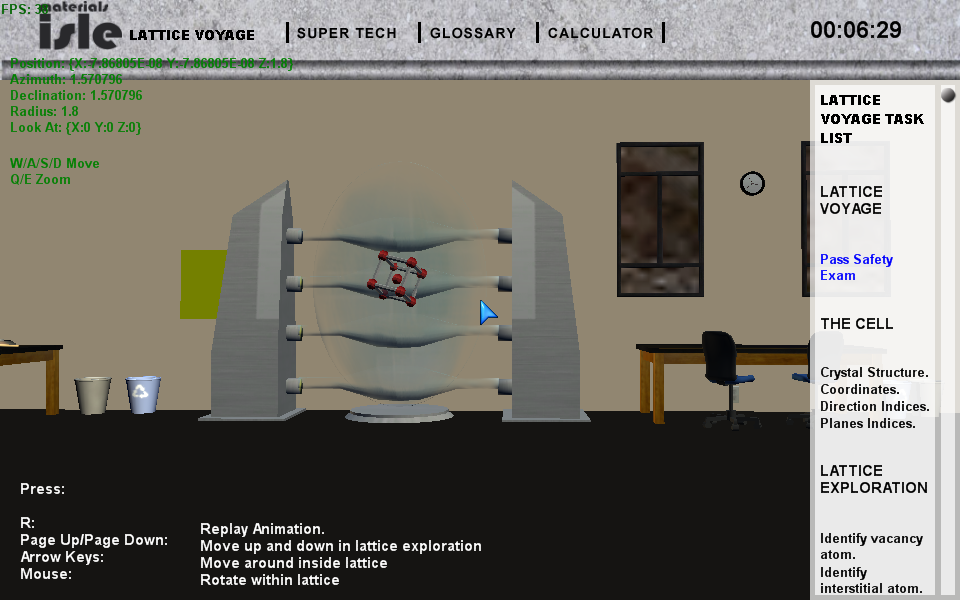 FPS: 3
materials
isle LATTICE VOYAGE
SUPER TECH
GLOSSARY
CALCULATOR
00:06:29
Position: {X:-7.86805E-08 Y:-7.86805E-08 Z:1.8}
Azimuth: 1.570796
Declination: 1.570796
Radius: 1.8
Look At: {X:0 Y:0 Z:0}
W/A/S/D Move
Q/E Zoom
LATTICE
VOYAGE TASK
LIST
LATTICE
VOYAGE
Pass Safety
Exam
THE CELL
Crystal Structure.
Coordinates.
Direction Indices.
Planes Indices.
LATTICE
EXPLORATION
Identify vacancy
atom.
Identify
interstitial atom.
Press:
R: Replay Animation.
Page Up/Page Down: Move up and down in lattice exploration
Arrow Keys: Move around inside lattice
Mouse: Rotate within lattice